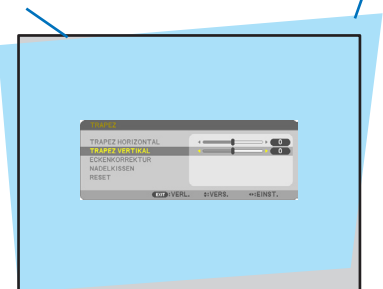 TRAPEZ
TRAPEZ HORIZONTAL 0
TRAPEZ VERTIKAL 0
ECKENKORREKTUR
NADELKISSEN
RESET
EXIT :VERL. ↕:VERS. ↔:EINST.